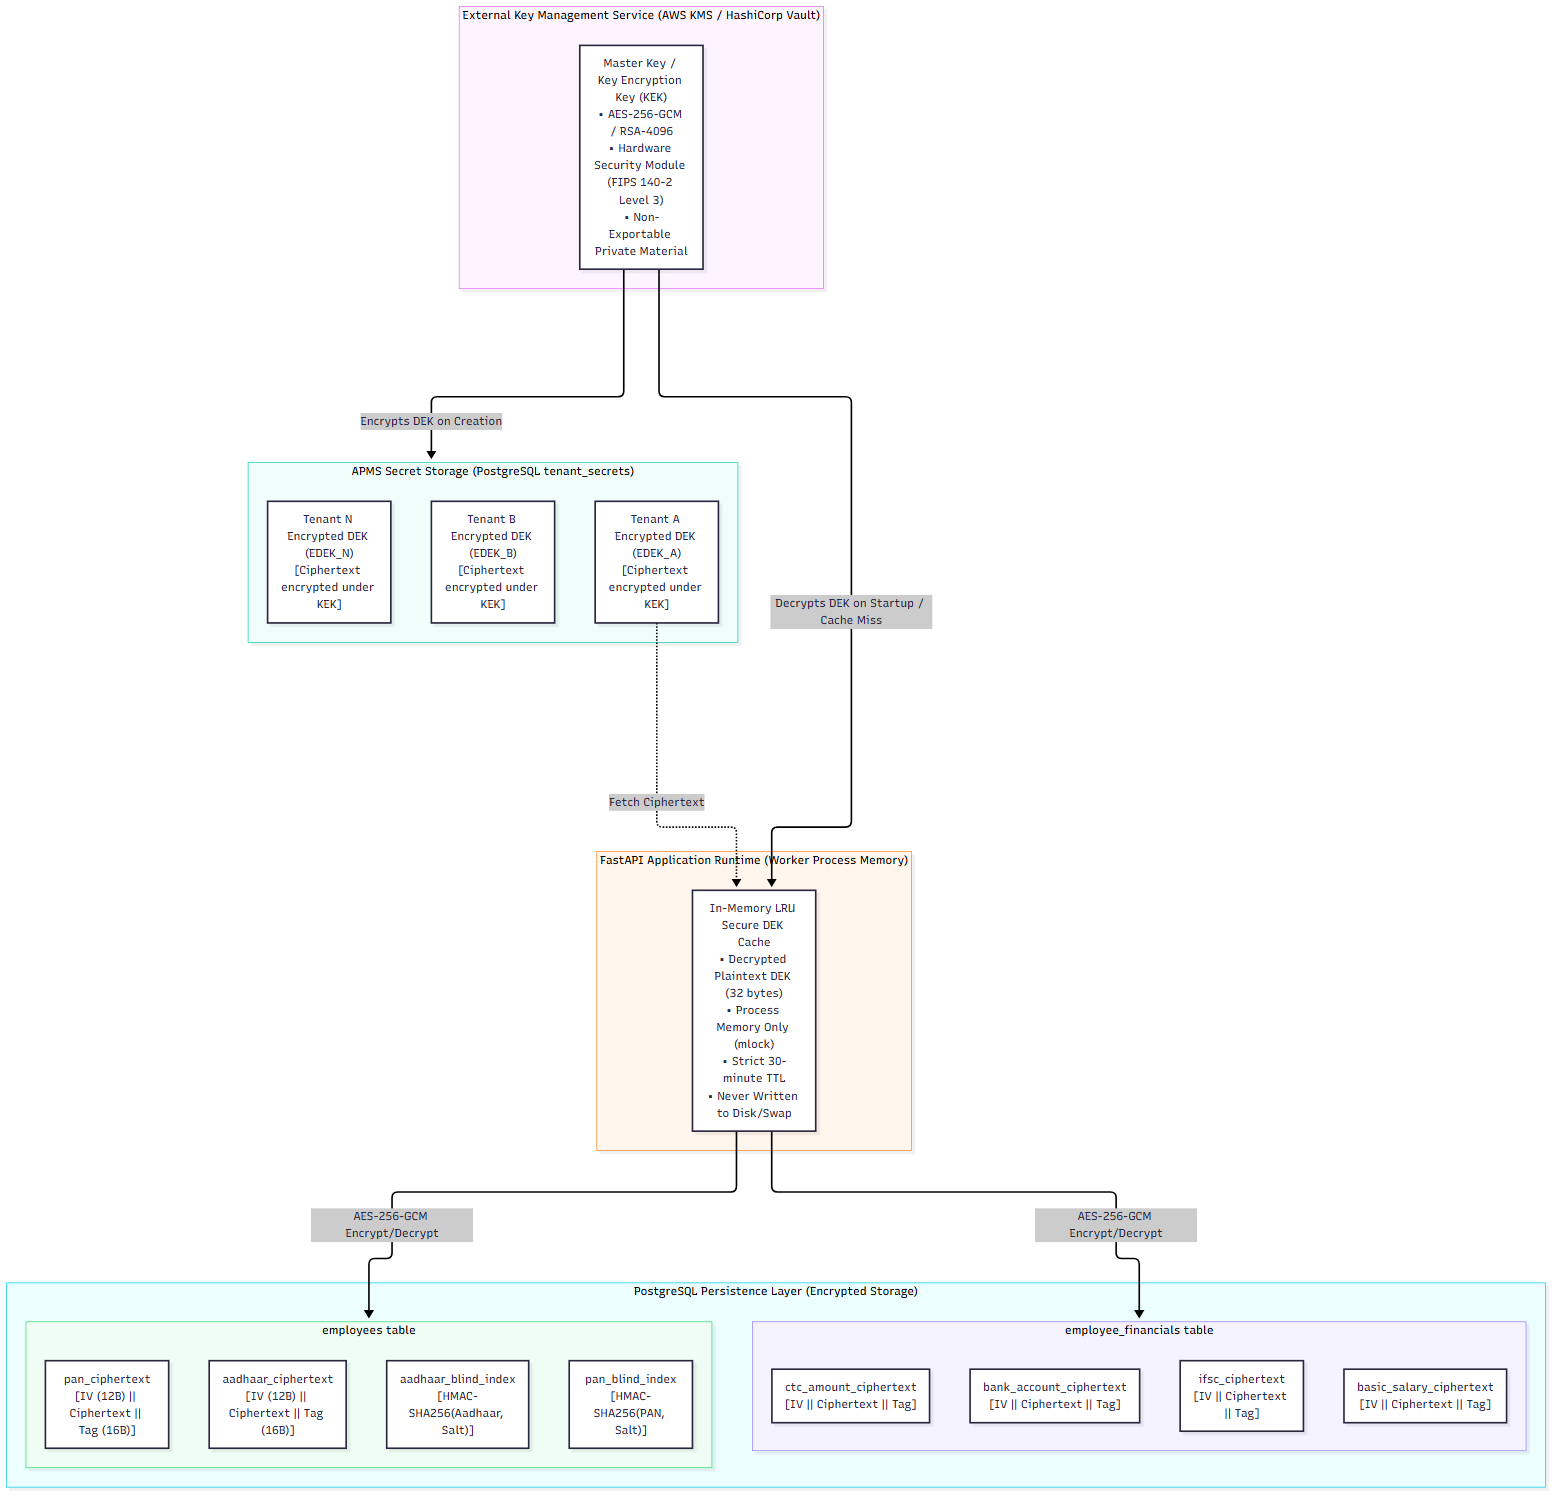 External Key Management Service (AWS KMS / HashiCorp Vault)
Master Key /
Key Encryption
Key (KEK)
▪ AES-256-GCM
/ RSA-4096
▪ Hardware
Security Module
(FIPS 140-2
Level 3)
▪ Non-
Exportable
Private Material
Encrypts DEK on Creation
APMS Secret Storage (PostgreSQL tenant_secrets)
Tenant N
Encrypted DEK
(EDEK_N)
[Ciphertext
encrypted under
KEK]
Tenant B
Encrypted DEK
(EDEK_B)
[Ciphertext
encrypted under
KEK]
Tenant A
Encrypted DEK
(EDEK_A)
[Ciphertext
encrypted under
KEK]
Decrypts DEK on Startup /
Cache Miss
Fetch Ciphertext
FastAPI Application Runtime (Worker Process Memory)
In-Memory LRU
Secure DEK
Cache
▪ Decrypted
Plaintext DEK
(32 bytes)
▪ Process
Memory Only
(mlock)
▪ Strict 30-
minute TTL
▪ Never Written
to Disk/Swap
AES-256-GCM
Encrypt/Decrypt
AES-256-GCM
Encrypt/Decrypt
PostgreSQL Persistence Layer (Encrypted Storage)
employees table
pan_ciphertext
[IV (12B) ||
Ciphertext ||
Tag (16B)]
aadhaar_ciphertext
[IV (12B) ||
Ciphertext || Tag
(16B)]
aadhaar_blind_index
[HMAC-
SHA256(Aadhaar,
Salt)]
pan_blind_index
[HMAC-
SHA256(PAN,
Salt)]
employee_financials table
ctc_amount_ciphertext
[IV || Ciphertext || Tag]
bank_account_ciphertext
[IV || Ciphertext || Tag]
ifsc_ciphertext
[IV || Ciphertext
|| Tag]
basic_salary_ciphertext
[IV || Ciphertext || Tag]